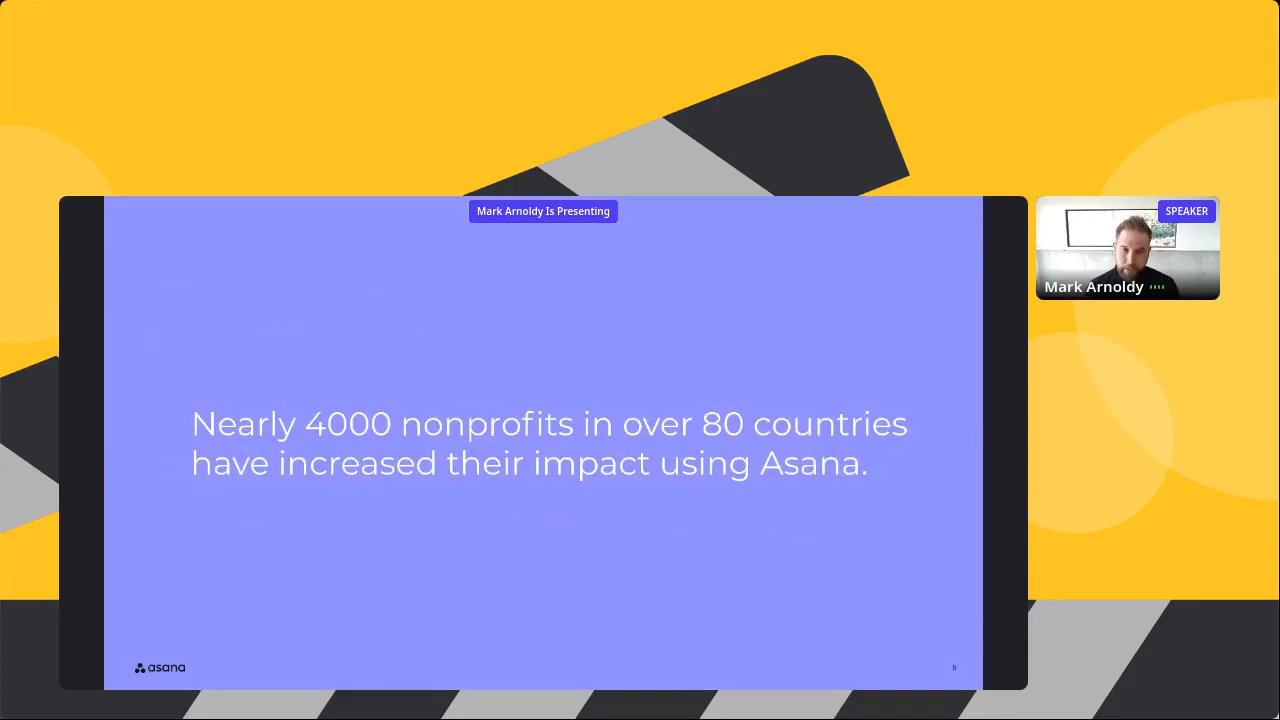 Mark Arnoldy Is Presenting
SPEAKER
Mark Arnoldy
Nearly 4000 nonprofits in over 80 countries
have increased their impact using Asana.
asana
5